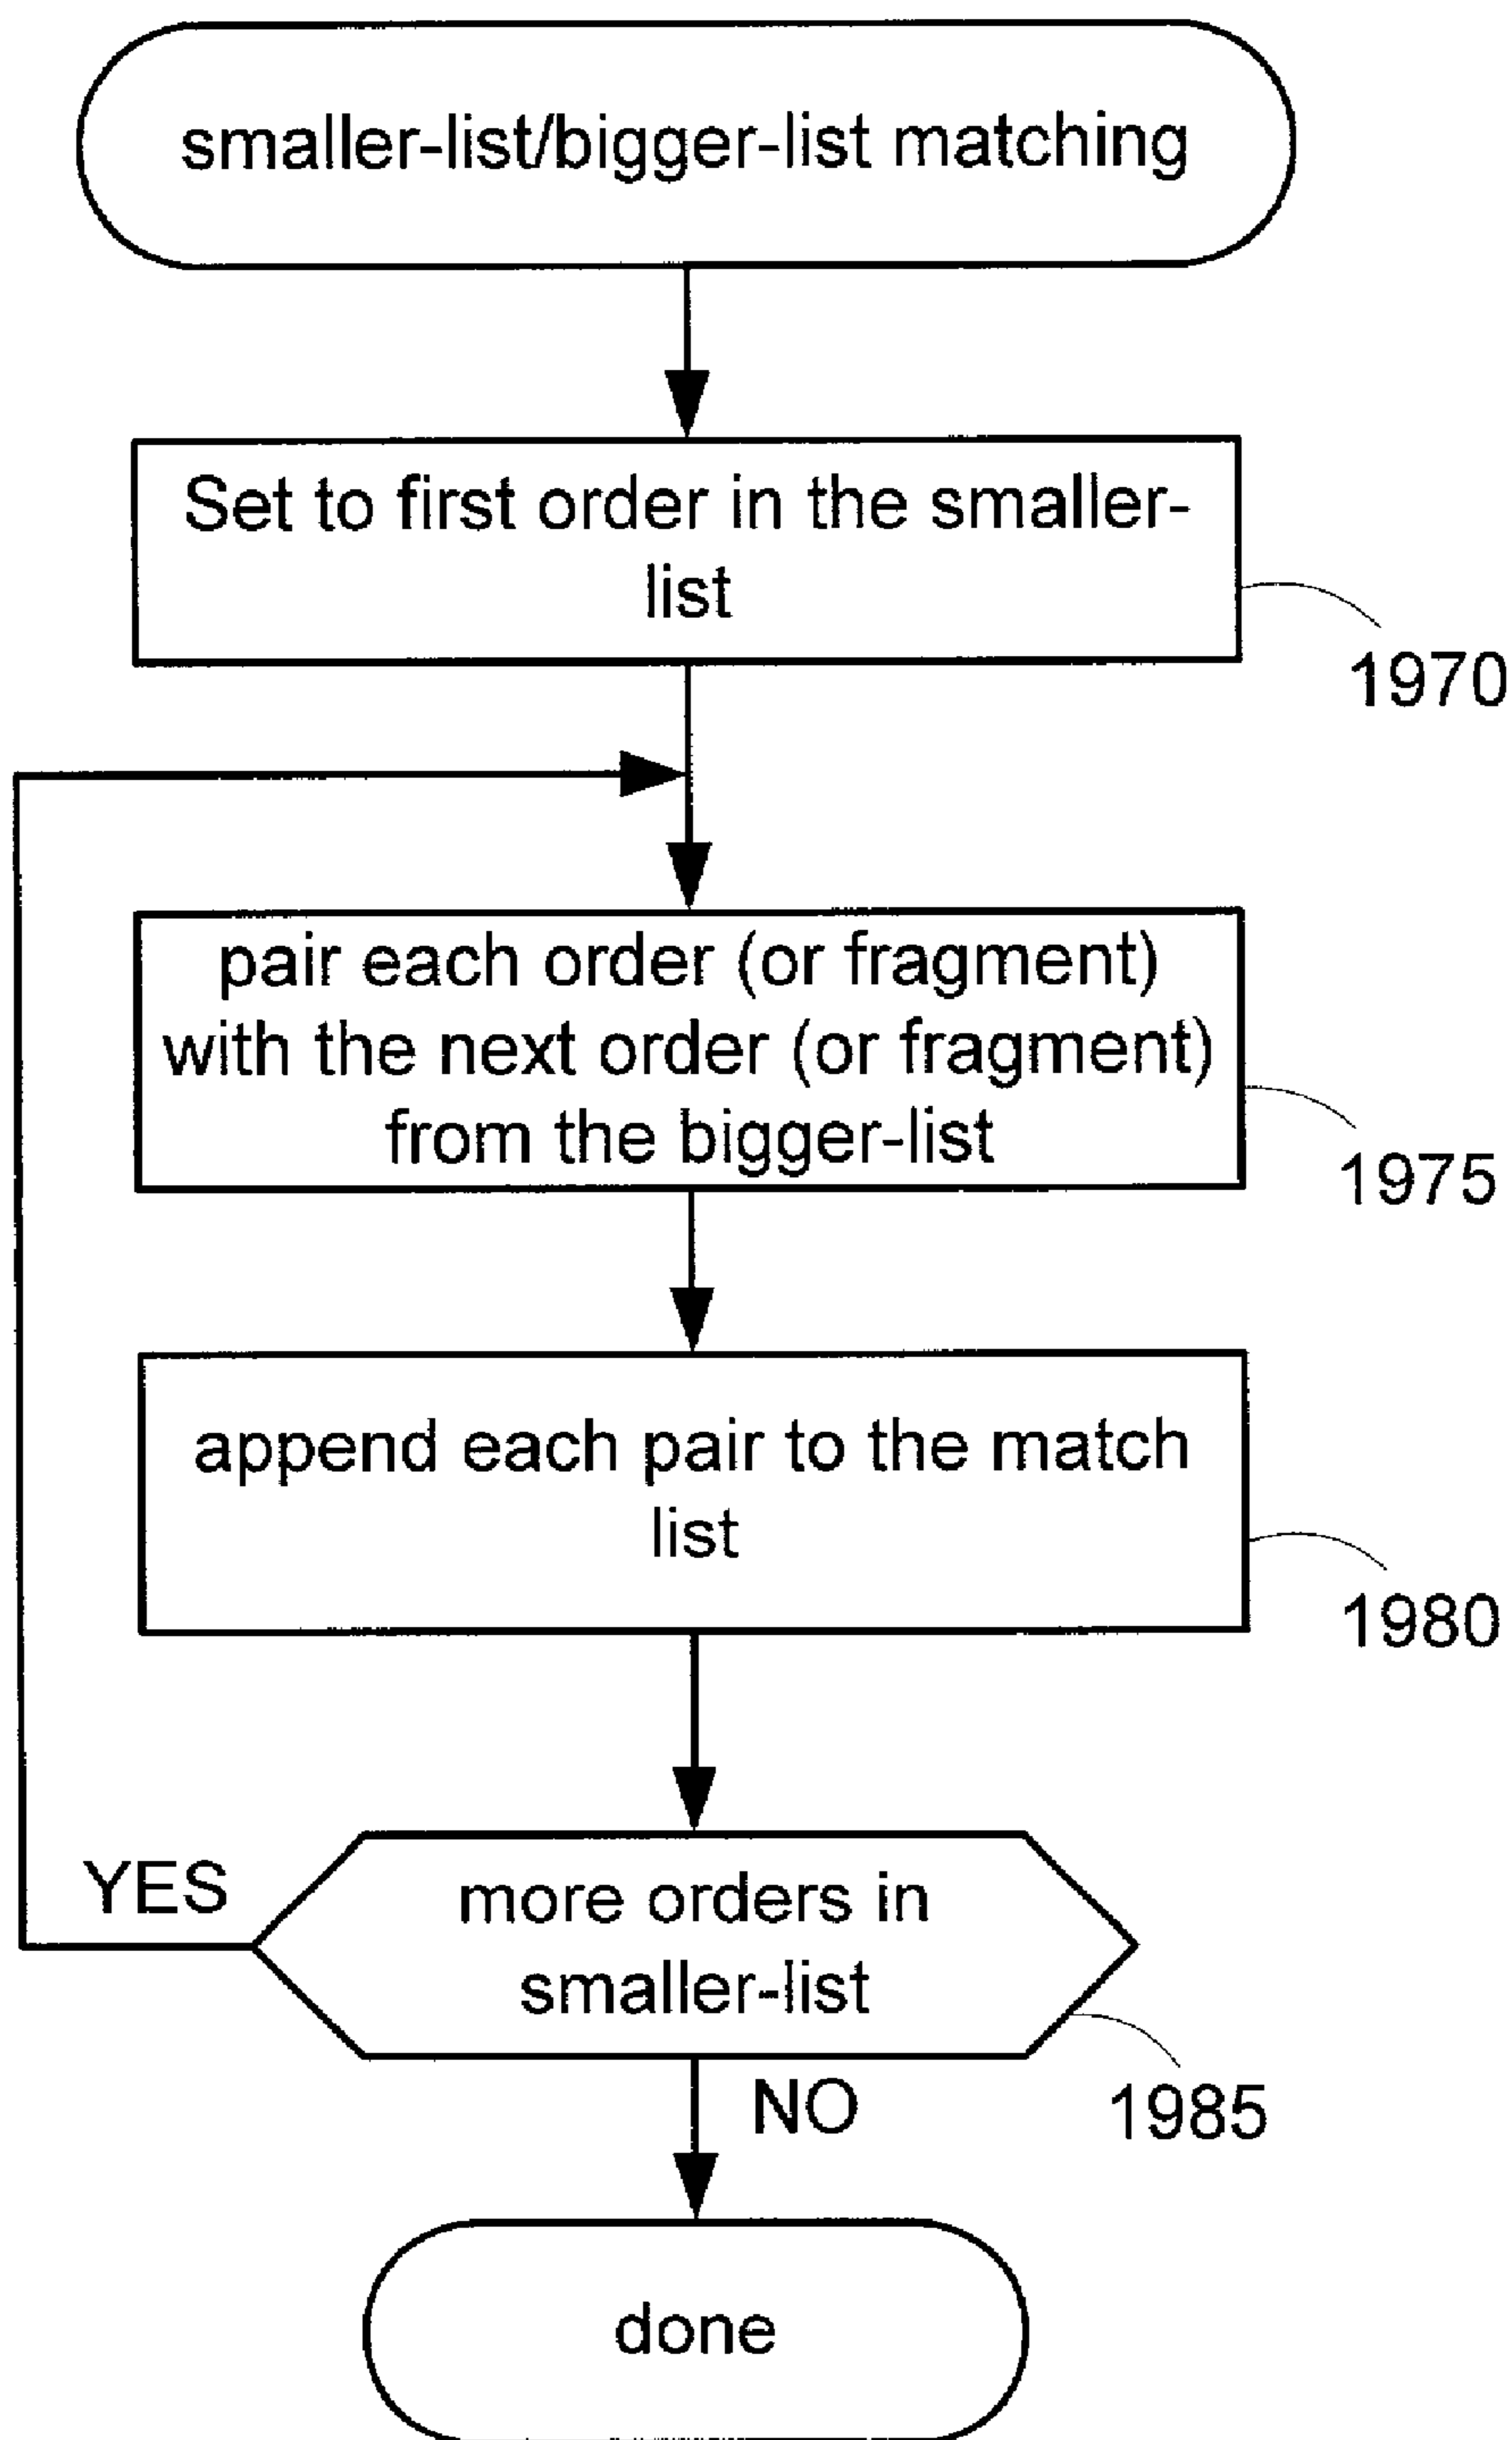 smaller-list/bigger-list matching
Set to first order in the smaller-
list
1970
pair each order (or fragment)
with the next order (or fragment)
from the bigger-list
1975
append each pair to the match
list
1980
YES
more orders in
smaller-list
1985
NO
done